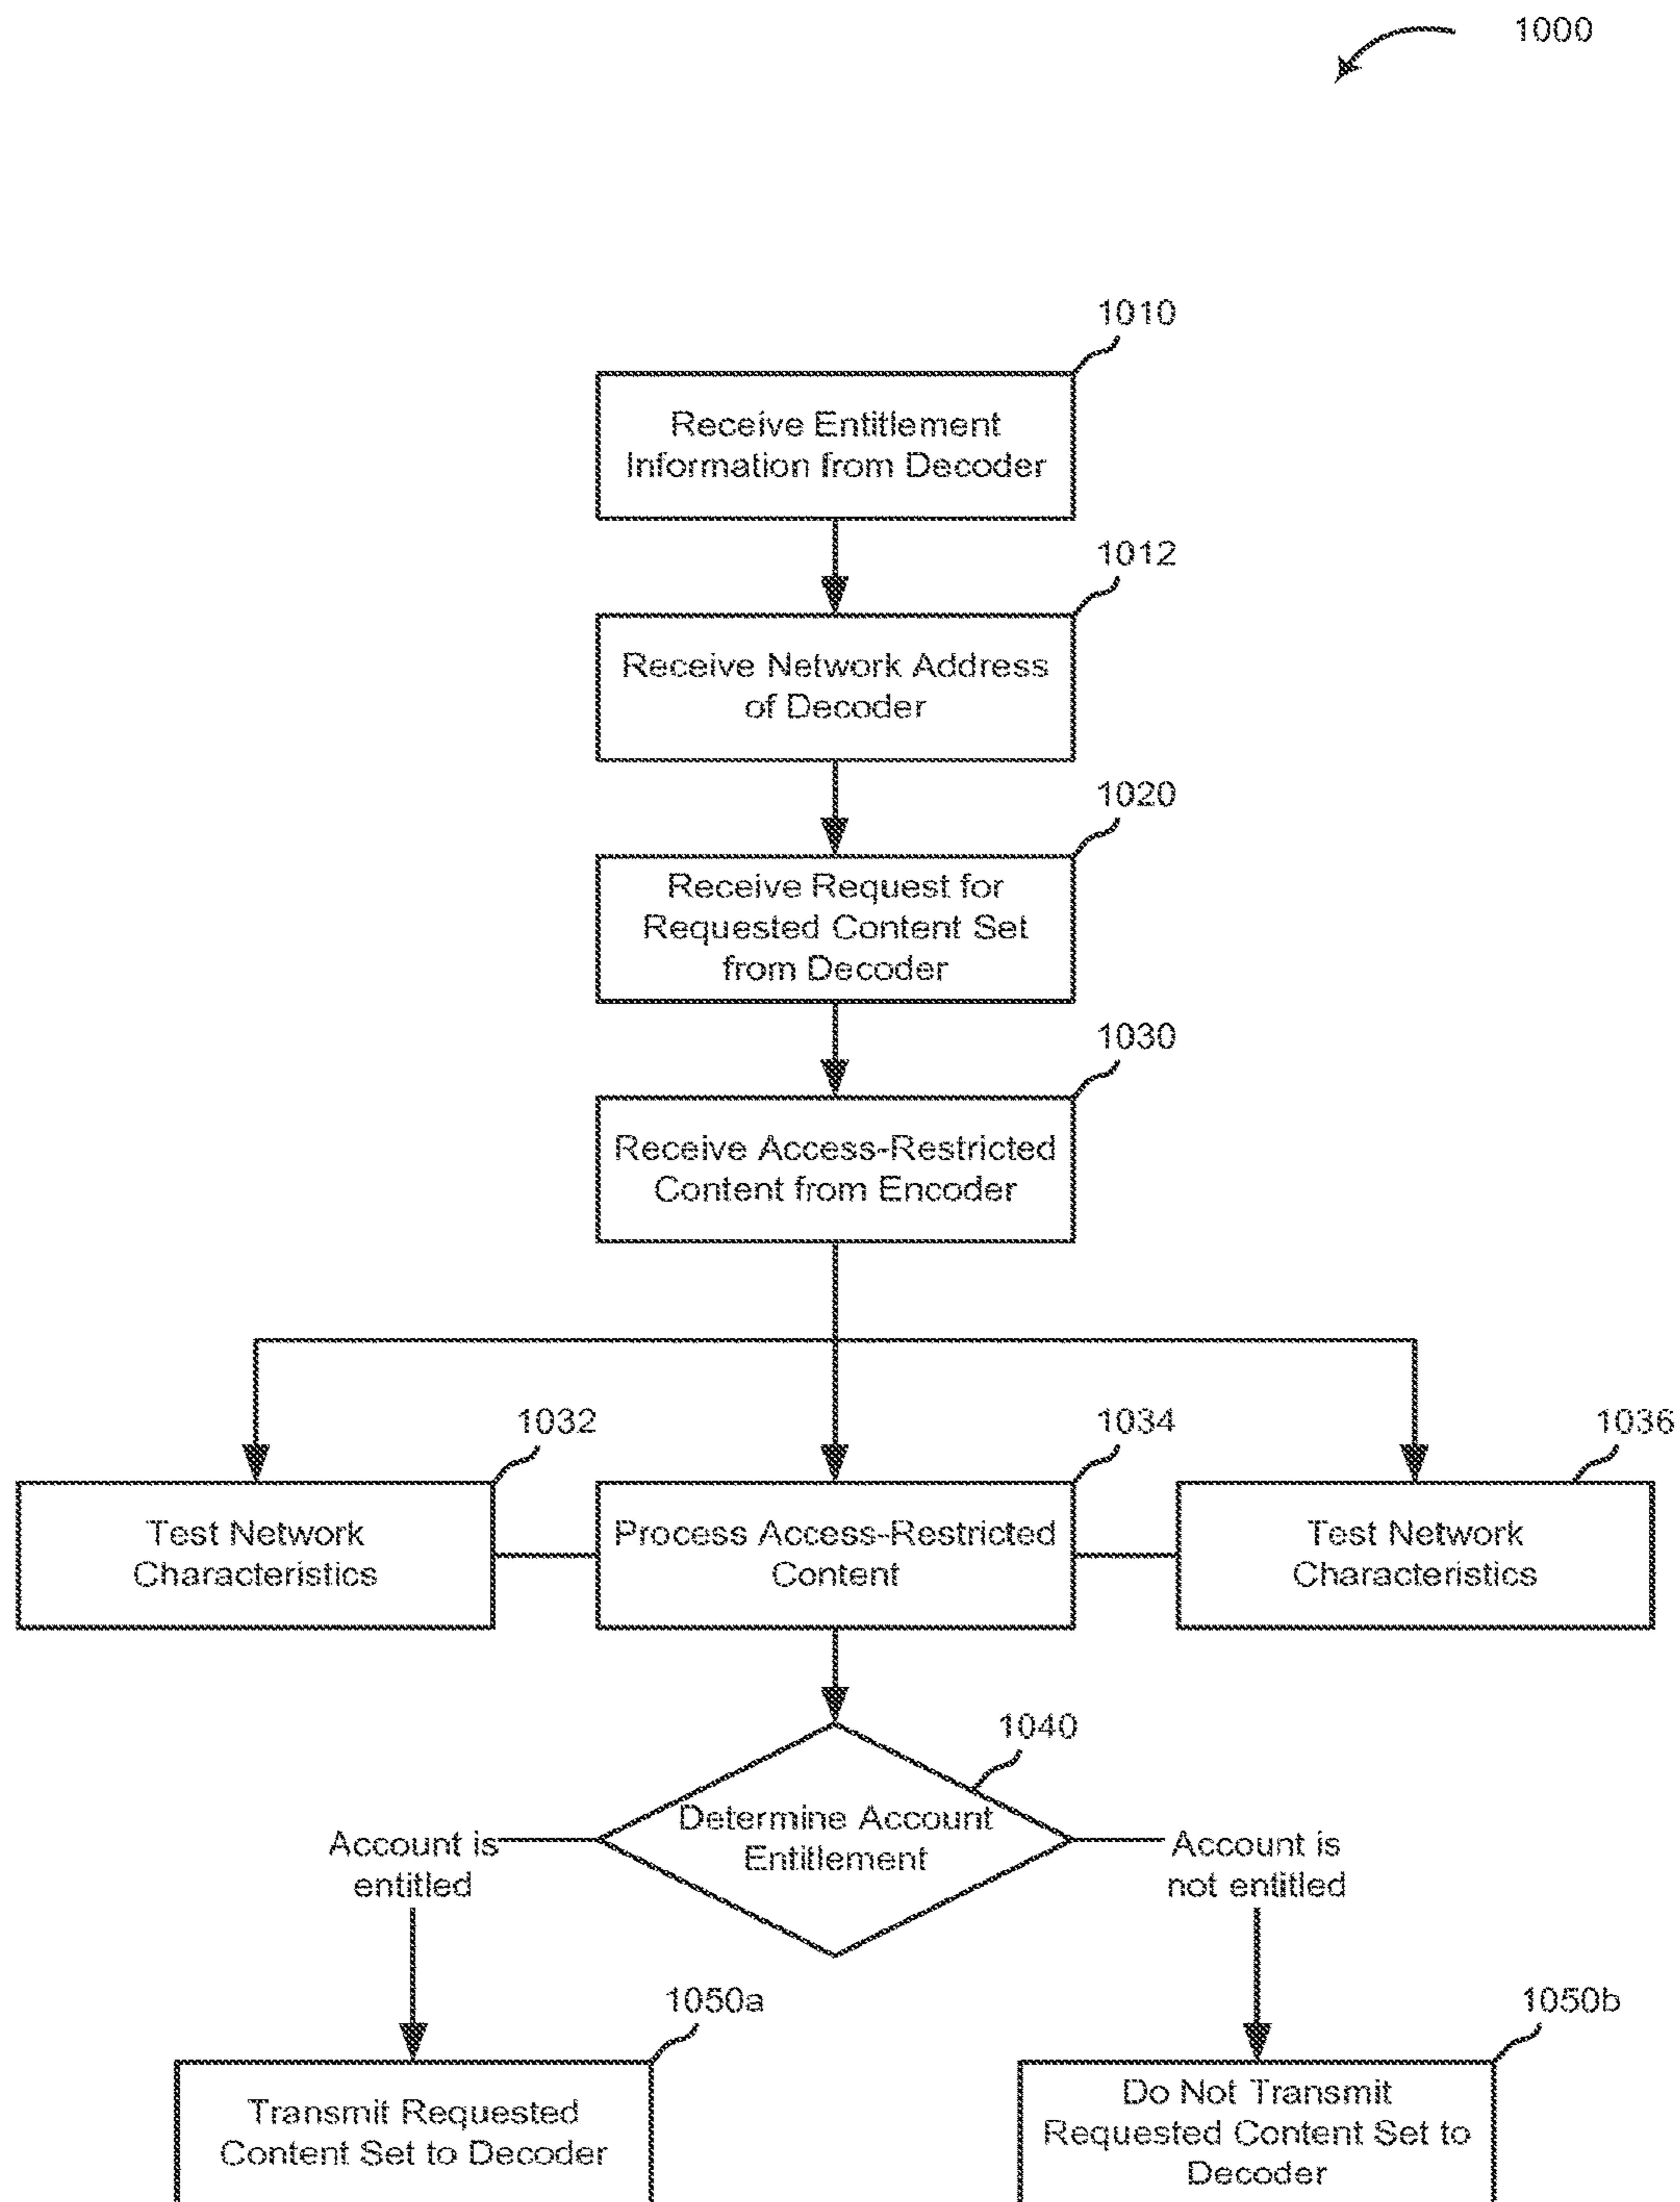 1000
1010
Receive Entitlement
Information from Decoder
1012
Receive Network Address
of Decoder
1020
Receive Request for
Requested Content Set
from Decoder
1030
Receive Access-Restricted
Content from Encoder
1032
1034
1036
Test Network
Characteristics
Process Access-Restricted
Content
Test Network
Characteristics
1040
Determine Account
Entitlement
Account is
entitled
Account is
not entitled
1050a
1050b
Transmit Requested
Content Set to Decoder
Do Not Transmit
Requested Content Set to
Decoder